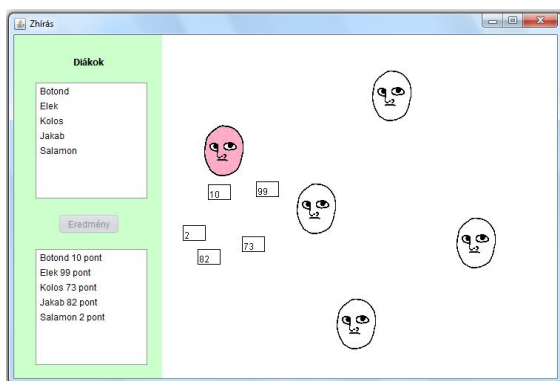 Zhírás
Diákok
Botond
Elek
Kolos
Jakab
Salamon
Eredmény
Botond 10 pont
Elek 99 pont
Kolos 73 pont
Jakab 82 pont
Salamon 2 pont
10
99
2
73
82